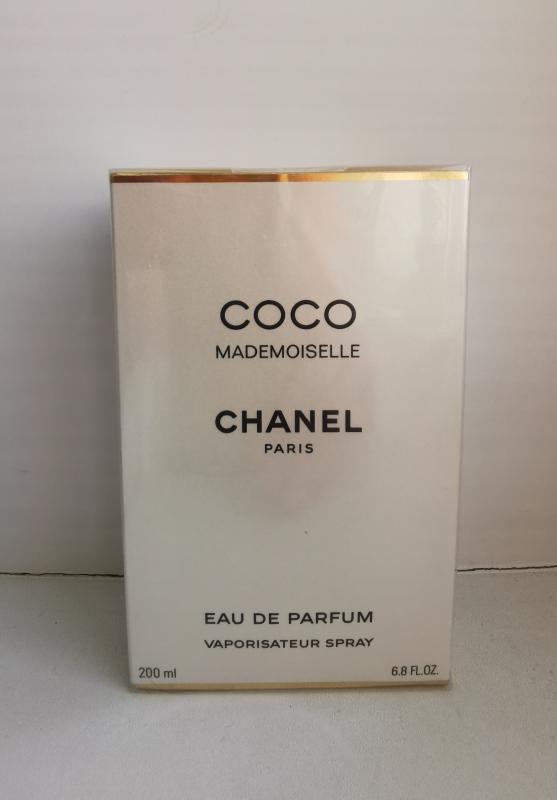 COCO
MADEMOISELLE
CHANEL
PARIS
EAU DE PARFUM
VAPORISATEUR SPRAY
200 ml 6.8 FL.OZ.